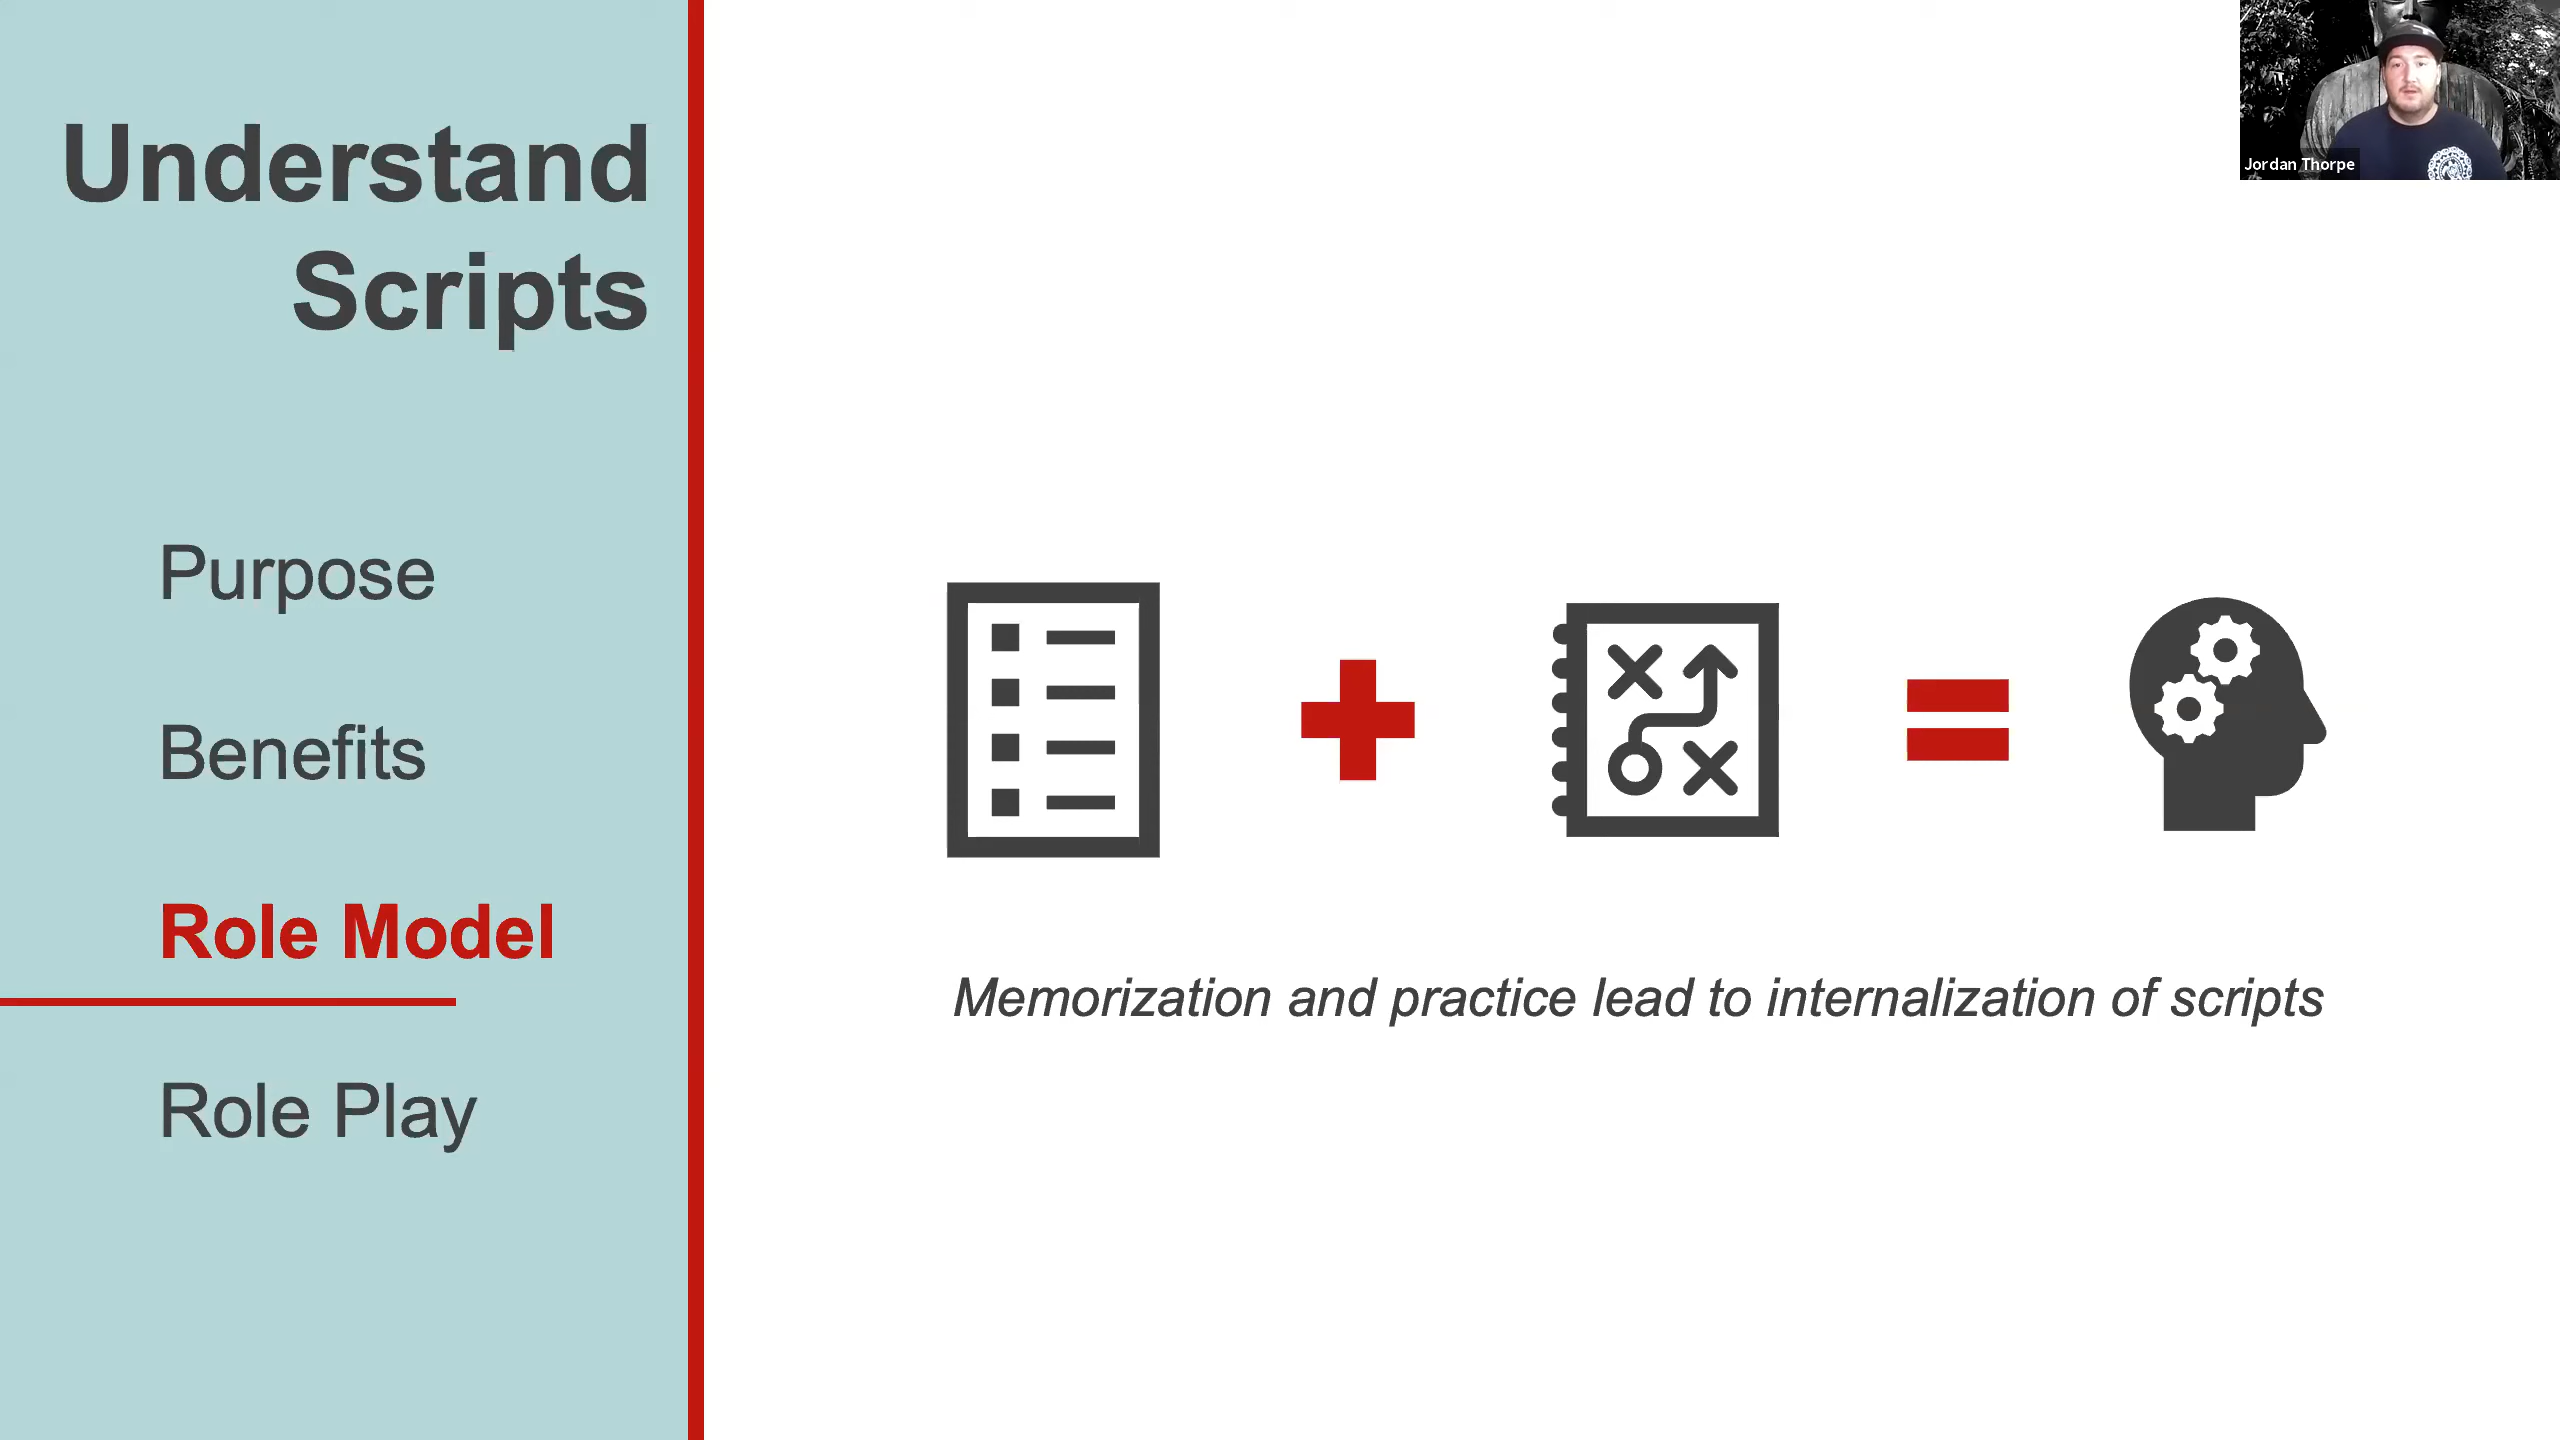 Understand
Scripts
Purpose
Benefits
Role Model
Role Play
Memorization and practice lead to internalization of scripts
Jordan Thorpe